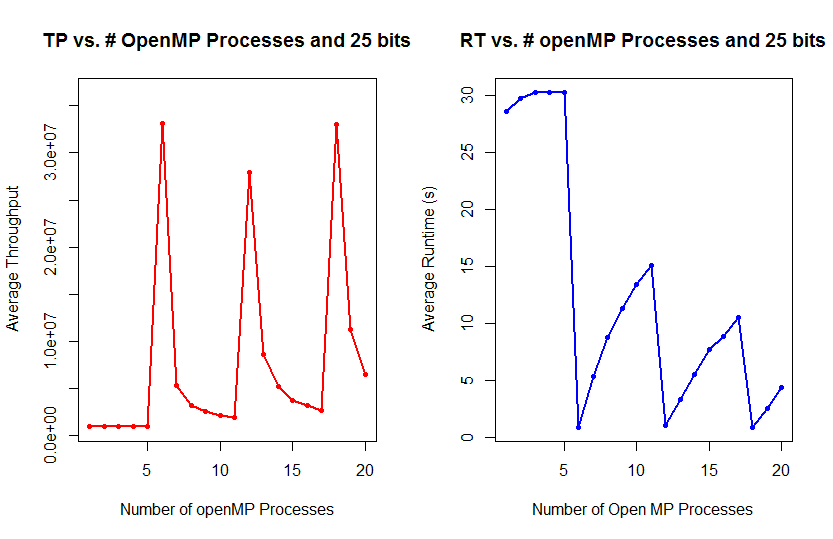 TP vs. # OpenMP Processes and 25 bits
Average Throughput
0.0e+00
1.0e+07
2.0e+07
3.0e+07
5
10
15
20
Number of openMP Processes
RT vs. # openMP Processes and 25 bits
Average Runtime (s)
0
5
10
15
20
25
30
5
10
15
20
Number of Open MP Processes